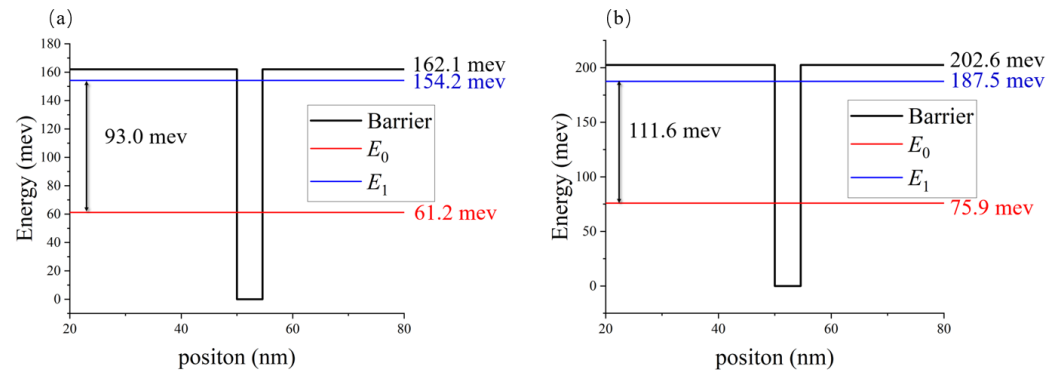 (a)
180
160
140
120
100
80
60
40
20
0
Energy (mev)
20
40
60
80
positon (nm)
93.0 mev
162.1 mev
154.2 mev
61.2 mev
Barrier
E0
E1
(b)
200
150
100
50
0
Energy (mev)
20
40
60
80
positon (nm)
111.6 mev
202.6 mev
187.5 mev
75.9 mev
Barrier
E0
E1